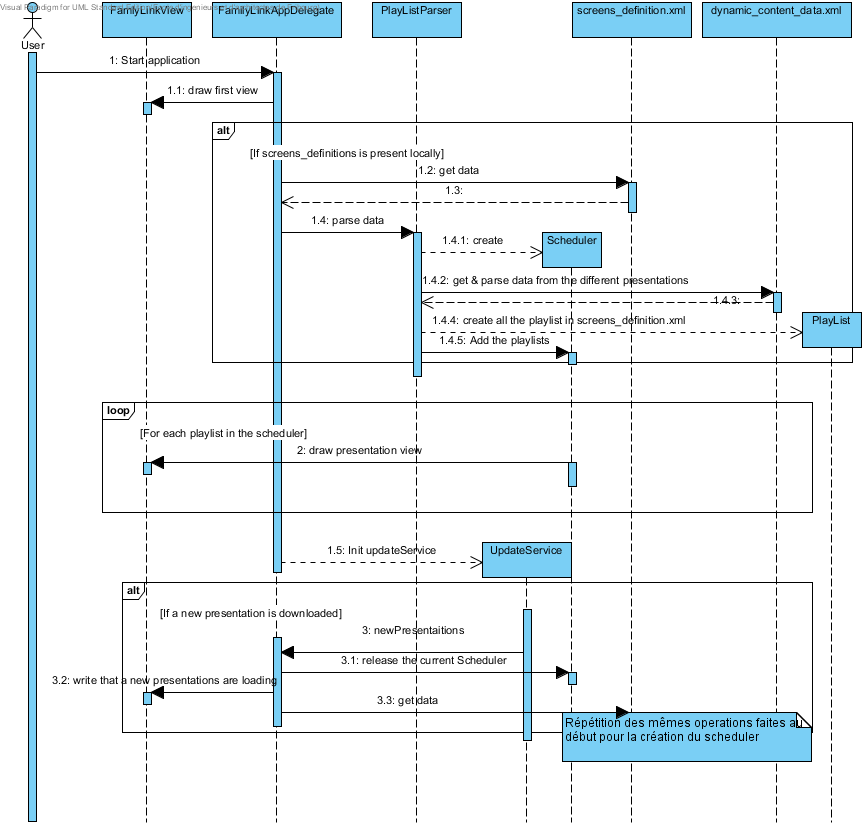 Visual Paradigm for UML Standard Edition
FamilyLinkView
FamilyLinkAppDelegate
PlayListParser
screens_definition.xml
dynamic_content_data.xml
User
1: Start application
1.1: draw first view
alt
[If screens_definitions is present locally]
1.2: get data
1.3:
1.4: parse data
1.4.1: create
Scheduler
1.4.2: get & parse data from the different presentations
1.4.3:
1.4.4: create all the playlist in screens_definition.xml
PlayList
1.4.5: Add the playlists
loop
[For each playlist in the scheduler]
2: draw presentation view
1.5: Init updateService
UpdateService
alt
[If a new presentation is downloaded]
3: newPresentaitions
3.1: release the current Scheduler
3.2: write that a new presentations are loading
3.3: get data
Répétition des mêmes operations faites au
début pour la création du scheduler